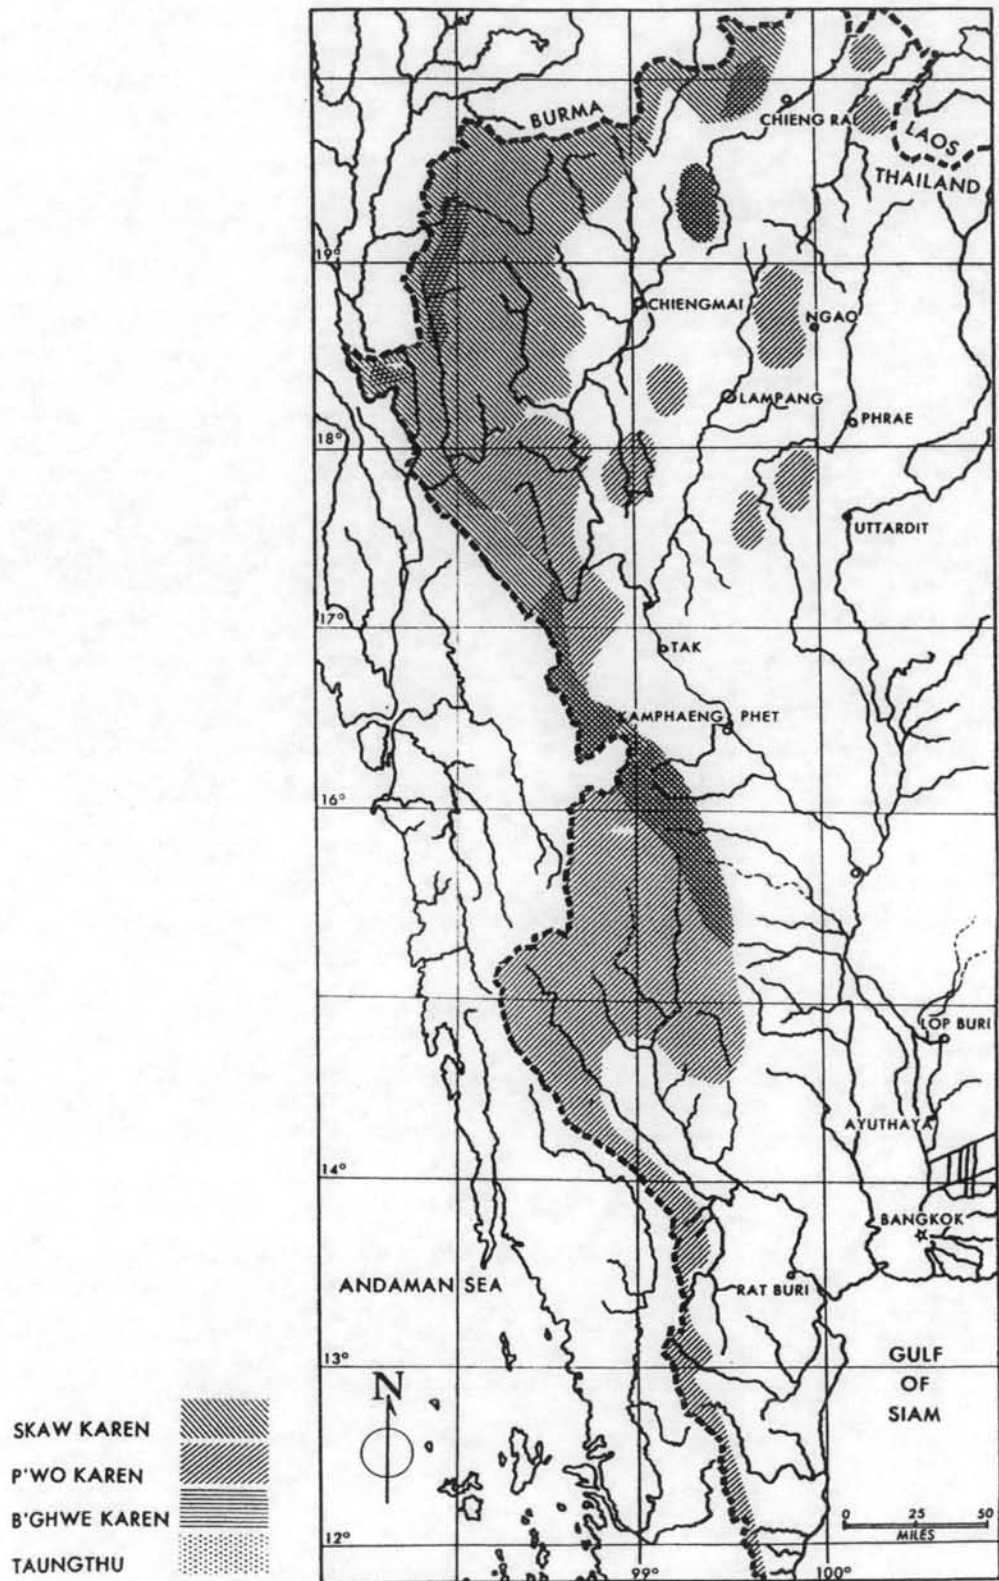 BURMA
CHIENG RAI
LAOS
THAILAND
19°
CHIENGMAI
NGAO
LAMPANG
PHRAE
18°
UTTARDIT
17°
TAK
KAMPHAENG PHET
16°
LOP BURI
AYUTHAYA
14°
BANGKOK
ANDAMAN SEA
RAT BURI
13°
GULF
OF
SIAM
N
SKAW KAREN
P'WO KAREN
B'GHWE KAREN
TAUNGTHU
0 25 50
MILES
12°
99° 100°